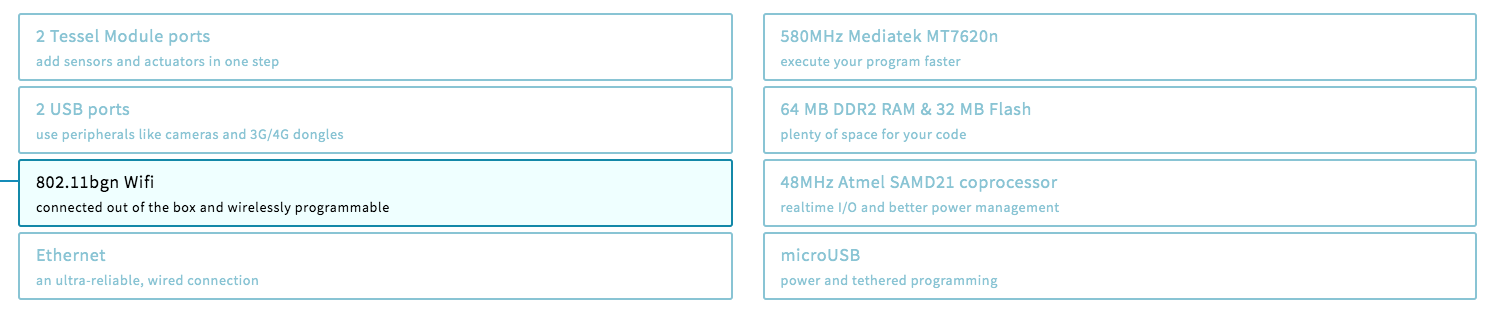 2 Tessel Module ports
add sensors and actuators in one step
2 USB ports
use peripherals like cameras and 3G/4G dongles
802.11bgn Wifi
connected out of the box and wirelessly programmable
Ethernet
an ultra-reliable, wired connection
580MHz Mediatek MT7620n
execute your program faster
64 MB DDR2 RAM & 32 MB Flash
plenty of space for your code
48MHz Atmel SAMD21 coprocessor
realtime I/O and better power management
microUSB
power and tethered programming